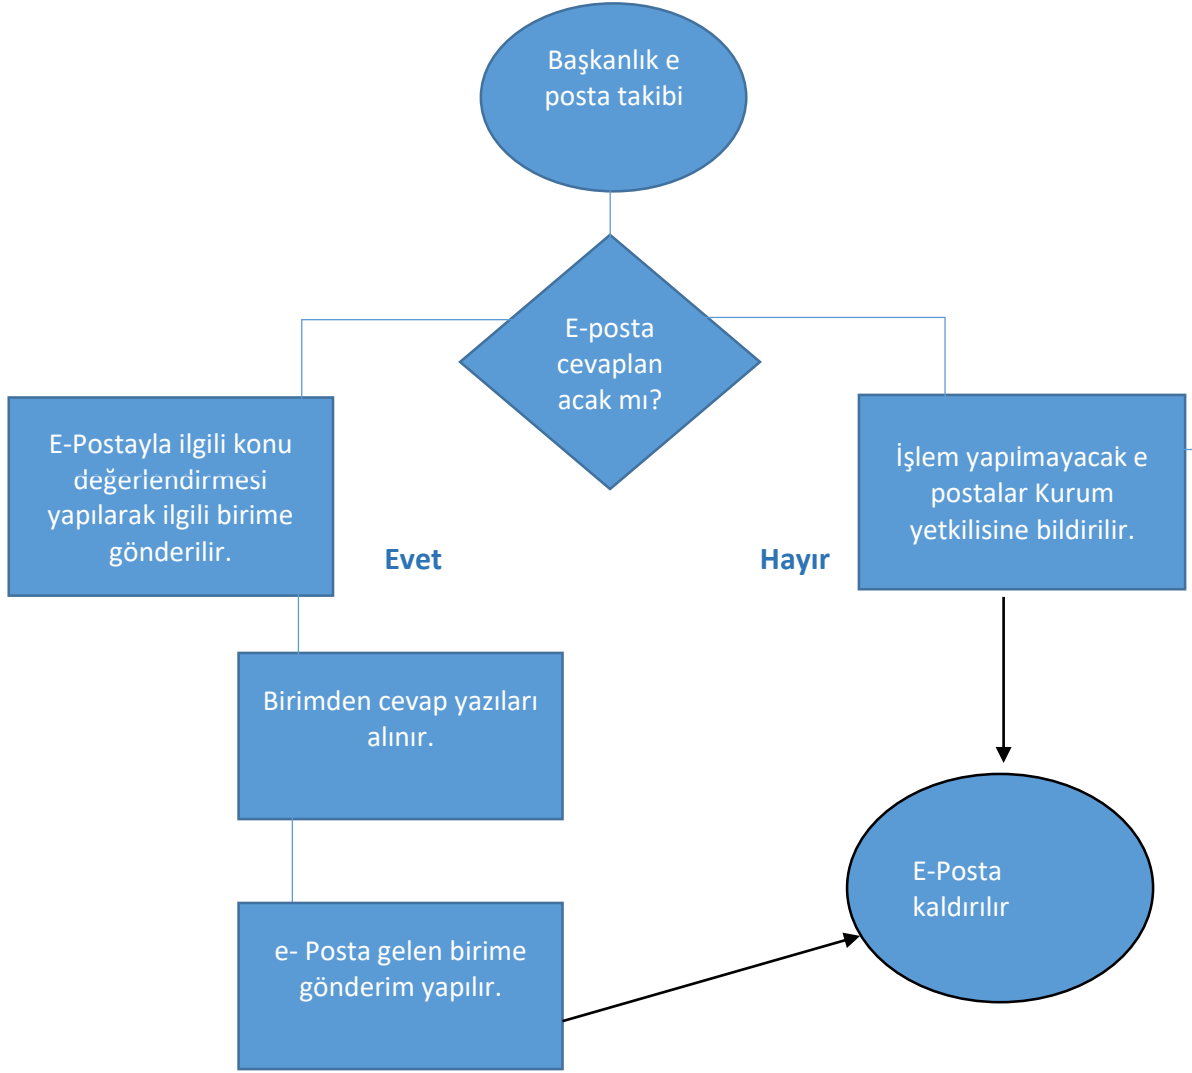 Başkanlık e
posta takibi
E-posta
cevaplan
acak mı?
E-Postayla ilgili konu
değerlendirmesi
yapılarak ilgili birime
gönderilir.
İşlem yapılmayacak e
postalar Kurum
yetkilisine bildirilir.
Evet
Hayır
Birimden cevap yazıları
alınır.
E-Posta
kaldırılır
e- Posta gelen birime
gönderim yapılır.